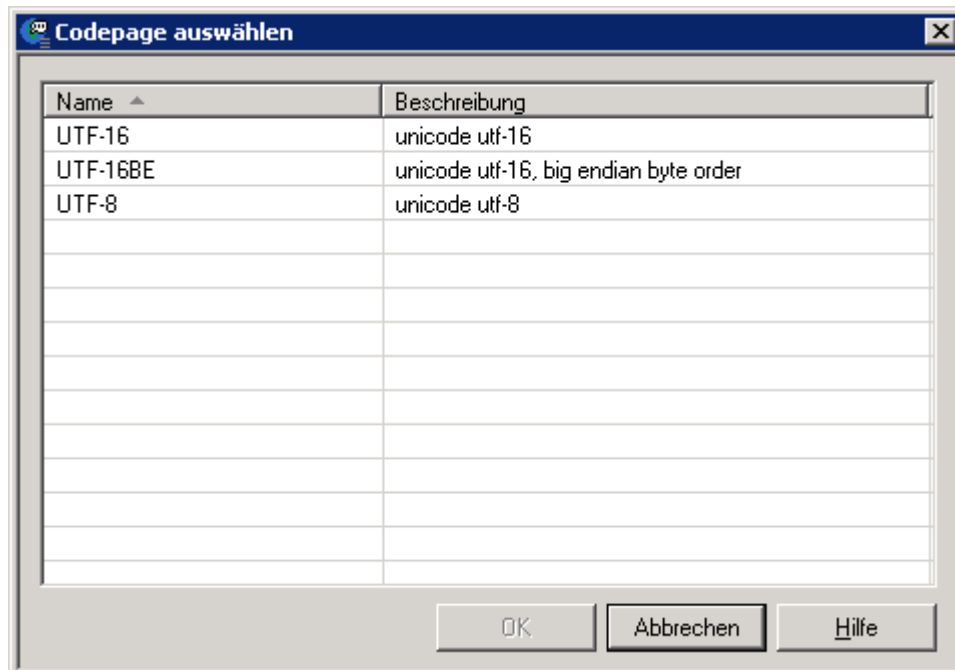 Codepage auswählen
Name Beschreibung
UTF-16 unicode utf-16
UTF-16BE unicode utf-16, big endian byte order
UTF-8 unicode utf-8
OK Abbrechen Hilfe